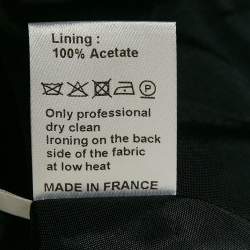 Lining :
100% Acetate
P
Only professional
dry clean
Ironing on the back
side of the fabric
at low heat
MADE IN FRANCE